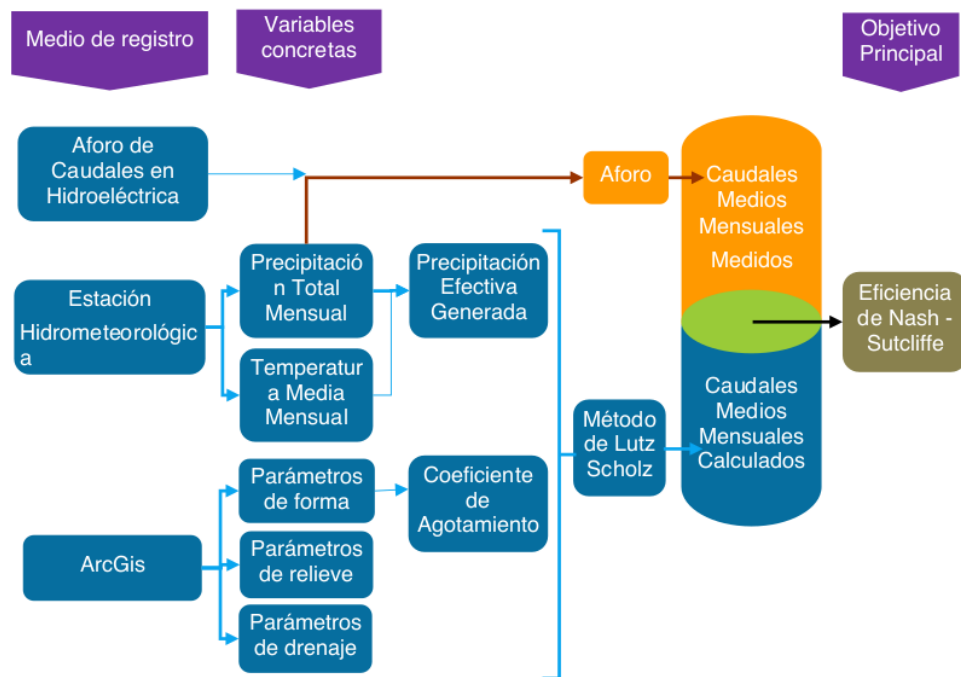 Medio de registro
Variables
concretas
Objetivo
Principal
Aforo de
Caudales en
Hidroeléctrica
Aforo
Caudales
Medios
Mensuales
Medidos
Estación
Hidrometeorológic
a
Precipitació
n Total
Mensual
Precipitación
Efectiva
Generada
Eficiencia
de Nash -
Sutcliffe
Temperatur
a Media
Mensual
Método
de Lutz
Scholz
Caudales
Medios
Mensuales
Calculados
ArcGis
Parámetros
de forma
Coeficiente
de
Agotamiento
Parámetros
de relieve
Parámetros
de drenaje